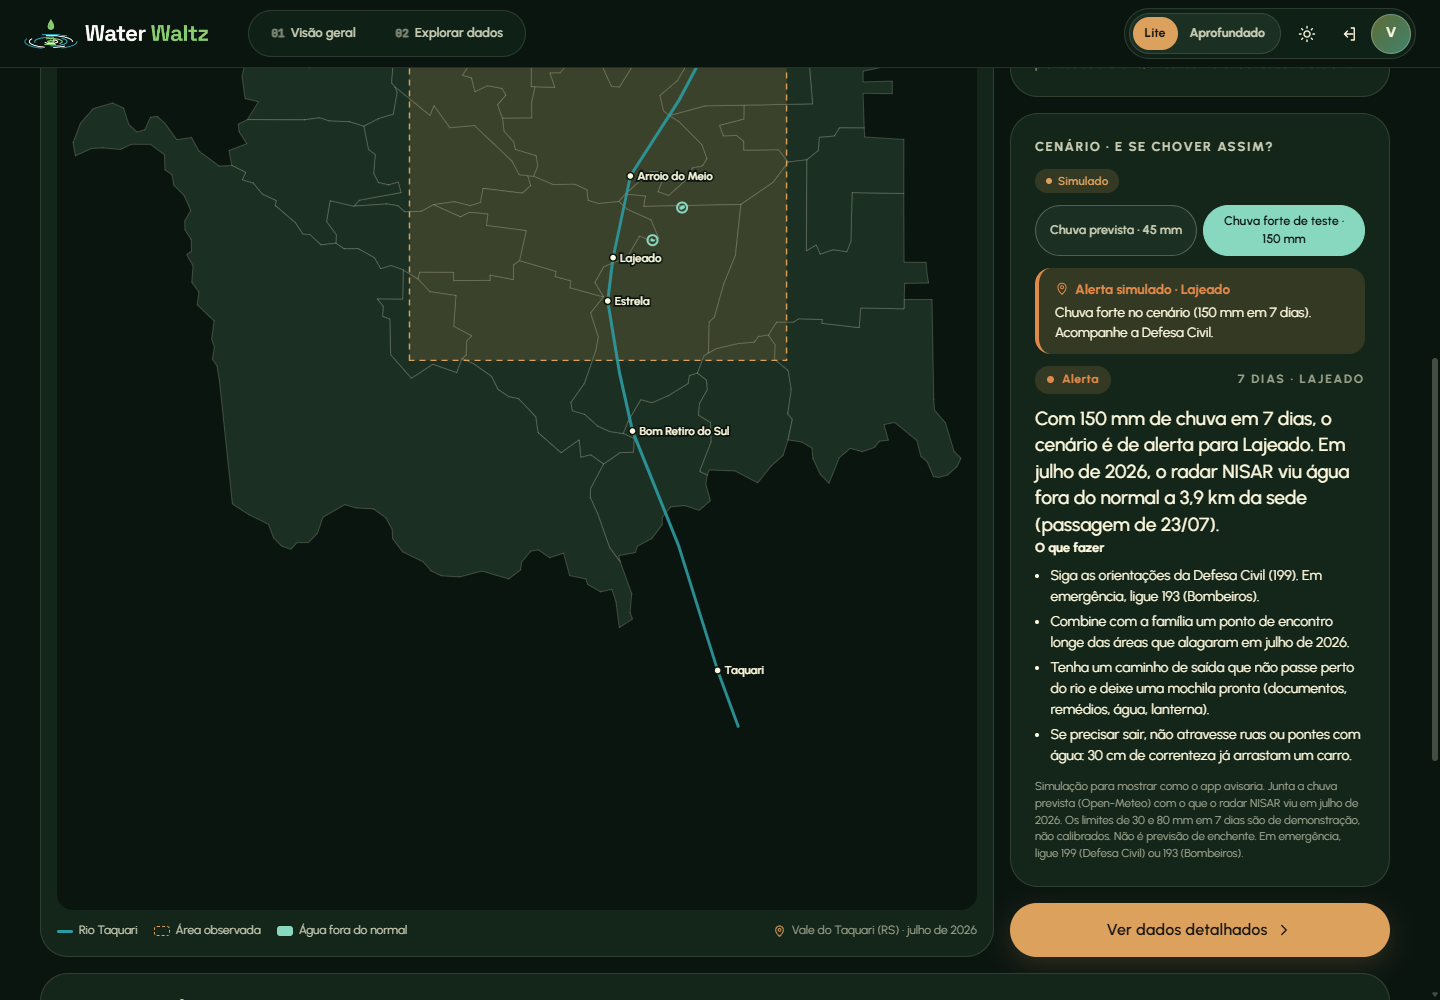 Water Waltz
01 Visão geral
02 Explorar dados
Lite
Aprofundado
V
Arroio do Meio
Lajeado
Estrela
Bom Retiro do Sul
Taquari
Rio Taquari
Área observada
Água fora do normal
Vale do Taquari (RS) · julho de 2026
CENÁRIO · E SE CHOVER ASSIM?
Simulado
Chuva prevista · 45 mm
Chuva forte de teste ·
150 mm
Alerta simulado · Lajeado
Chuva forte no cenário (150 mm em 7 dias).
Acompanhe a Defesa Civil.
Alerta
7 DIAS · LAJEADO
Com 150 mm de chuva em 7 dias, o
cenário é de alerta para Lajeado. Em
julho de 2026, o radar NISAR viu água
fora do normal a 3,9 km da sede
(passagem de 23/07).
O que fazer
• Siga as orientações da Defesa Civil (199). Em
emergência, ligue 193 (Bombeiros).
• Combine com a família um ponto de encontro
longe das áreas que alagaram em julho de 2026.
• Tenha um caminho de saída que não passe perto
do rio e deixe uma mochila pronta (documentos,
remédios, água, lanterna).
• Se precisar sair, não atravesse ruas ou pontes com
água: 30 cm de correnteza já arrastam um carro.
Simulação para mostrar como o app avisaria. Junta a chuva
prevista (Open-Meteo) com o que o radar NISAR viu em julho de
2026. Os limites de 30 e 80 mm em 7 dias são de demonstração,
não calibrados. Não é previsão de enchente. Em emergência,
ligue 199 (Defesa Civil) ou 193 (Bombeiros).
Ver dados detalhados